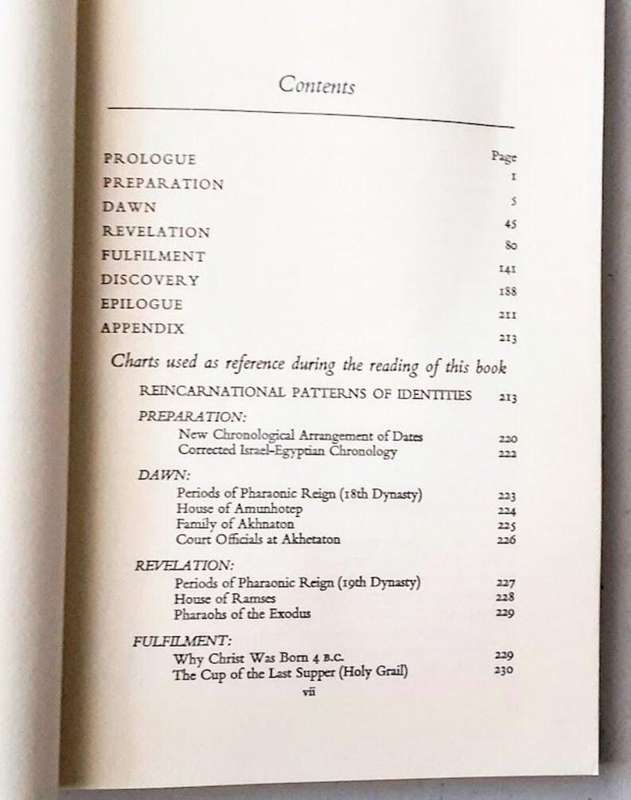 Contents
Page
PROLOGUE 1
PREPARATION 5
DAWN 45
REVELATION 80
FULFILMENT 141
DISCOVERY 188
EPILOGUE 211
APPENDIX 213
Charts used as reference during the reading of this book
REINCARNATIONAL PATTERNS OF IDENTITIES 213
PREPARATION:
New Chronological Arrangement of Dates 220
Corrected Israel-Egyptian Chronology 222
DAWN:
Periods of Pharaonic Reign (18th Dynasty) 223
House of Amunhotep 224
Family of Akhnaton 225
Court Officials at Akhetaton 226
REVELATION:
Periods of Pharaonic Reign (19th Dynasty) 227
House of Ramses 228
Pharaohs of the Exodus 229
FULFILMENT:
Why Christ Was Born 4 B.C. 229
The Cup of the Last Supper (Holy Grail) 230
vii